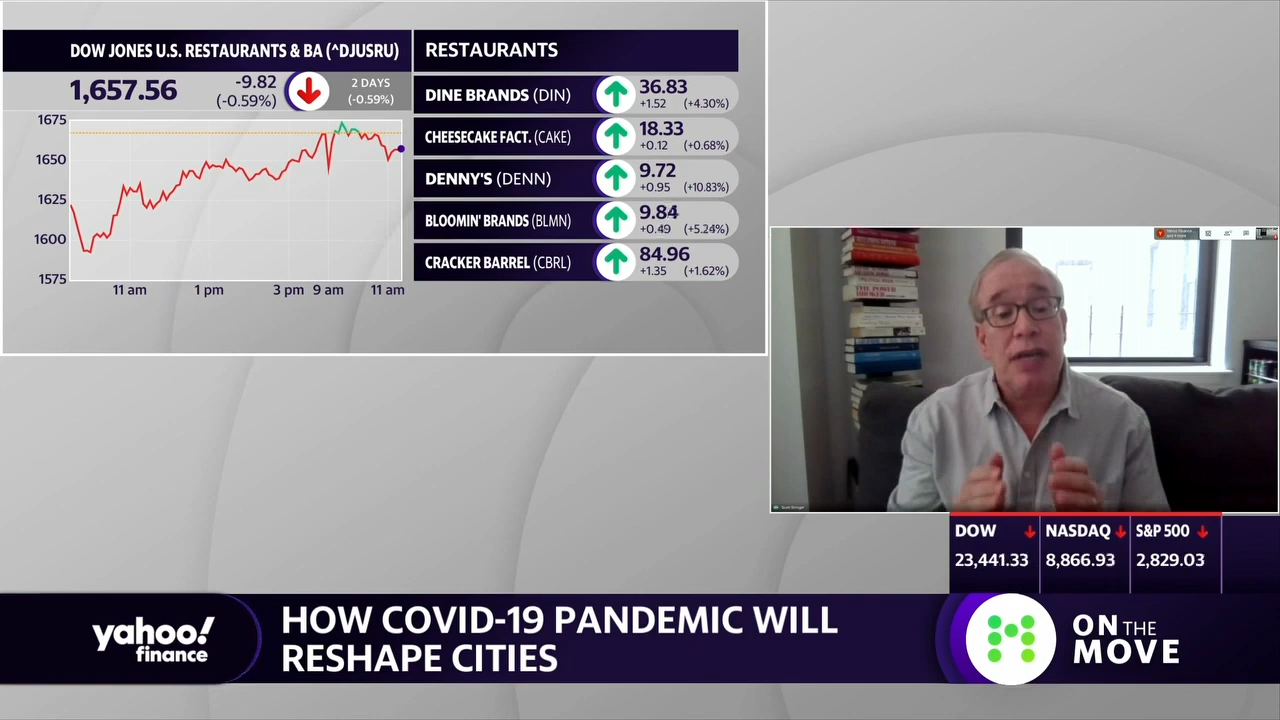 DOW JONES U.S. RESTAURANTS & BA (^DJUSRU)
1,657.56
-9.82
(-0.59%)
2 DAYS
(-0.59%)
1675
1650
1625
1600
1575
11 am
1 pm
3 pm
9 am
11 am
RESTAURANTS
DINE BRANDS (DIN)
36.83
+1.52 (+4.30%)
CHEESECAKE FACT. (CAKE)
18.33
+0.12 (+0.68%)
DENNY'S (DENN)
9.72
+0.95 (+10.83%)
BLOOMIN' BRANDS (BLMN)
9.84
+0.49 (+5.24%)
CRACKER BARREL (CBRL)
84.96
+1.35 (+1.62%)
THE POWER
BROKER
Scott Stringer
DOW
23,441.33
NASDAQ
8,866.93
S&P 500
2,829.03
yahoo!
finance
HOW COVID-19 PANDEMIC WILL
RESHAPE CITIES
ON THE
MOVE